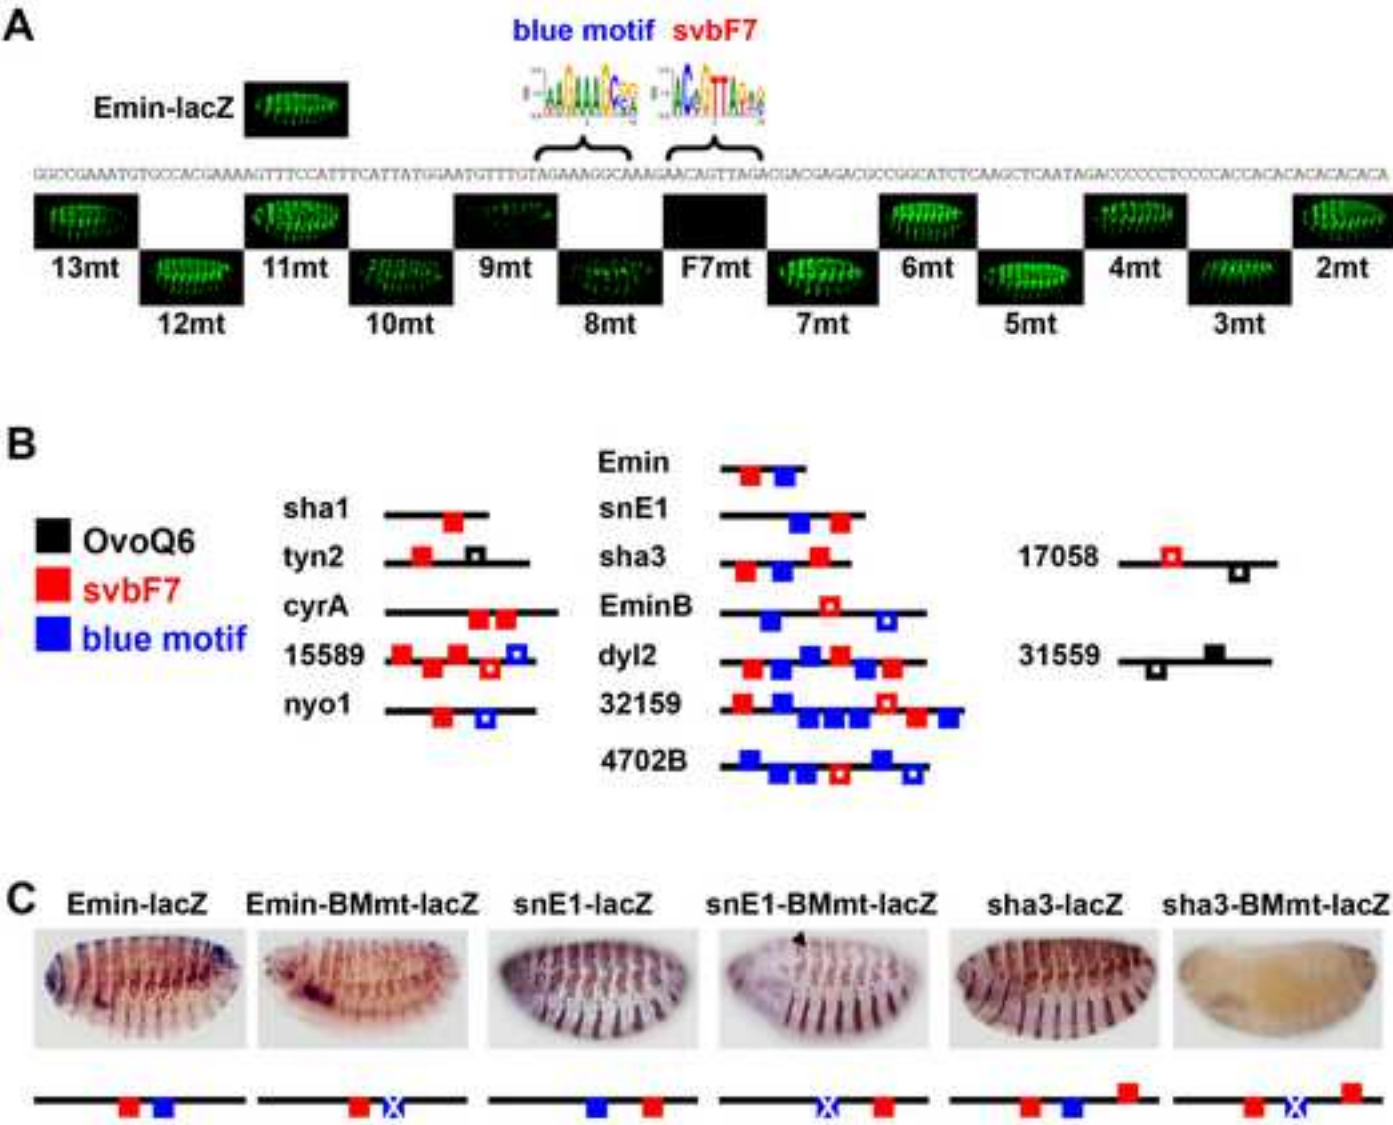 A
blue motif svbF7
Emin-lacZ
GGCCGAAATGTGCCACGAAAAGTTTCCATTTCATTATGGAATGTTTGTAGAAAGGCAAAGAACAGTTAGACGACGAGACGCCGGCATCTCAAGCTCAATAGACCCCCCTCCCCACCACACACACACACA
13mt 11mt 9mt F7mt 6mt 4mt 2mt
12mt 10mt 8mt 7mt 5mt 3mt
B
OvoQ6
svbF7
blue motif
sha1
tyn2
cyrA
15589
nyo1
Emin
snE1
sha3
EminB
dyl2
32159
4702B
17058
31559
C
Emin-lacZ Emin-BMmt-lacZ snE1-lacZ snE1-BMmt-lacZ sha3-lacZ sha3-BMmt-lacZ
X X X